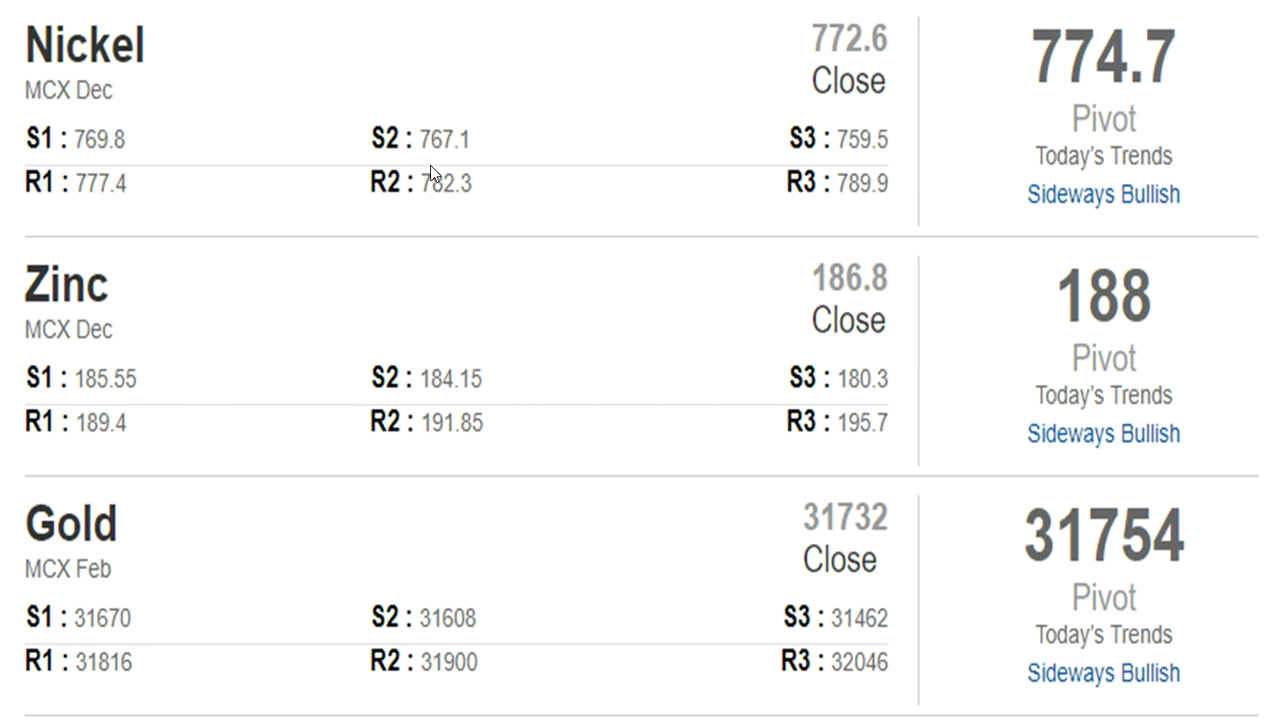 Nickel 772.6 774.7
MCX Dec Close Pivot
S1 : 769.8 S2 : 767.1 S3 : 759.5 Today's Trends
R1 : 777.4 R2 : 782.3 R3 : 789.9 Sideways Bullish
Zinc 186.8 188
MCX Dec Close Pivot
S1 : 185.55 S2 : 184.15 S3 : 180.3 Today's Trends
R1 : 189.4 R2 : 191.85 R3 : 195.7 Sideways Bullish
Gold 31732 31754
MCX Feb Close Pivot
S1 : 31670 S2 : 31608 S3 : 31462 Today's Trends
R1 : 31816 R2 : 31900 R3 : 32046 Sideways Bullish